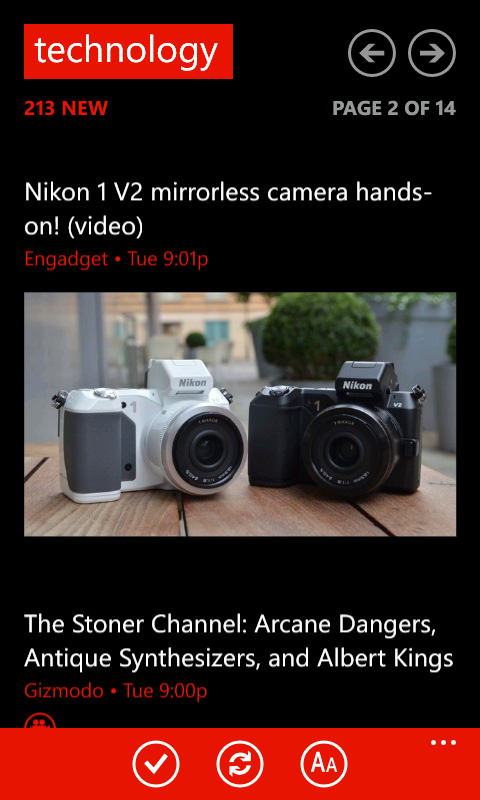 technology
213 NEW
PAGE 2 OF 14
Nikon 1 V2 mirrorless camera hands-
on! (video)
Engadget • Tue 9:01p
Nikon
Nikon
1
1
V2
The Stoner Channel: Arcane Dangers,
Antique Synthesizers, and Albert Kings
Gizmodo • Tue 9:00p
AA